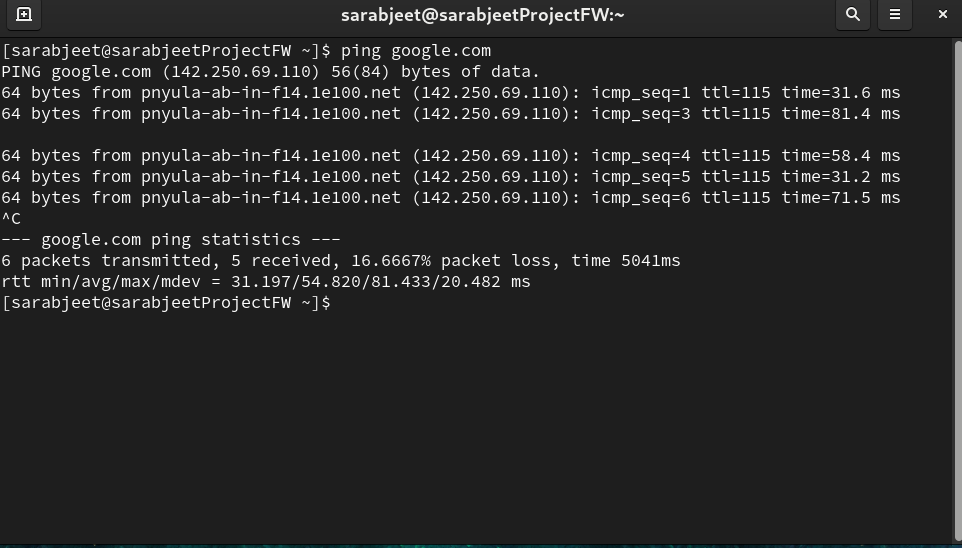 sarabjeet@sarabjeetProjectFW:~
[sarabjeet@sarabjeetProjectFW ~]$ ping google.com
PING google.com (142.250.69.110) 56(84) bytes of data.
64 bytes from pnyula-ab-in-f14.1e100.net (142.250.69.110): icmp_seq=1 ttl=115 time=31.6 ms
64 bytes from pnyula-ab-in-f14.1e100.net (142.250.69.110): icmp_seq=3 ttl=115 time=81.4 ms
64 bytes from pnyula-ab-in-f14.1e100.net (142.250.69.110): icmp_seq=4 ttl=115 time=58.4 ms
64 bytes from pnyula-ab-in-f14.1e100.net (142.250.69.110): icmp_seq=5 ttl=115 time=31.2 ms
64 bytes from pnyula-ab-in-f14.1e100.net (142.250.69.110): icmp_seq=6 ttl=115 time=71.5 ms
^C
--- google.com ping statistics ---
6 packets transmitted, 5 received, 16.6667% packet loss, time 5041ms
rtt min/avg/max/mdev = 31.197/54.820/81.433/20.482 ms
[sarabjeet@sarabjeetProjectFW ~]$